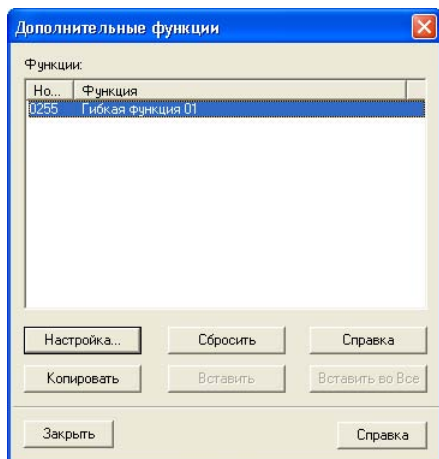 Дополнительные функции
Функции:
Но... Функция
0255 Гибкая функция 01
Настройка... Сбросить Справка
Копировать Вставить Вставить во Все
Закрыть Справка